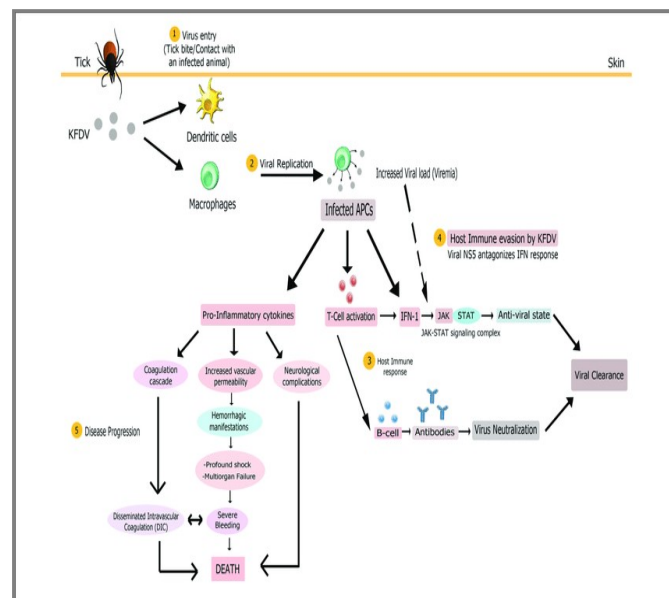 1 Virus entry
(Tick bite/Contact with
an infected animal)
Tick
Skin
KFDV
Dendritic cells
Macrophages
2 Viral Replication
Infected APCs
Increased Viral load (Viremia)
4 Host Immune evasion by KFDV
Viral NS5 antagonizes IFN response
Pro-Inflammatory cytokines
T-Cell activation
IFN-1
JAK
STAT
Anti-viral state
JAK-STAT signaling complex
Viral Clearance
3 Host Immune
response
B-cell
Antibodies
Virus Neutralization
Coagulation
cascade
Increased vascular
permeability
Neurological
complications
Hemorrhagic
manifestations
5 Disease Progression
-Profound shock
-Multiorgan Failure
Disseminated Intravascular
Coagulation (DIC)
Severe
Bleeding
DEATH